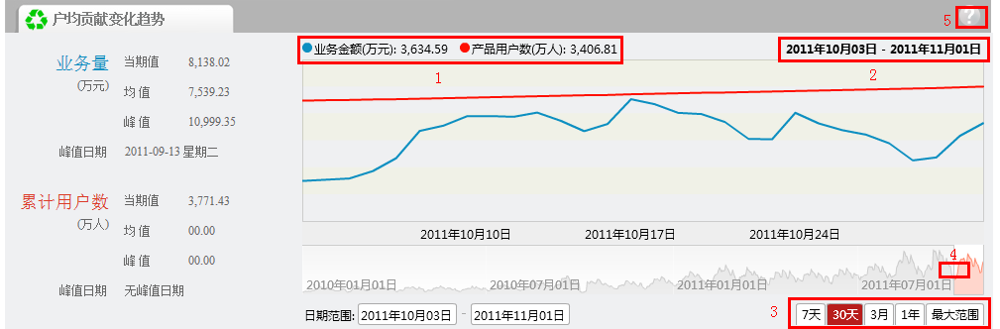 户均贡献变化趋势
5
?
业务量
(万元)
当期值 8,138.02
均 值 7,539.23
峰 值 10,999.35
峰值日期 2011-09-13 星期二
累计用户数
(万人)
当期值 3,771.43
均 值 00.00
峰 值 00.00
峰值日期 无峰值日期
业务金额(万元): 3,634.59 产品用户数(万人): 3,406.81
2011年10月03日 - 2011年11月01日
1
2
2011年10月10日 2011年10月17日 2011年10月24日
4
2010年01月01日 2010年07月01日 2011年01月01日 2011年07月01日
日期范围: 2011年10月03日 - 2011年11月01日
3
7天 30天 3月 1年 最大范围